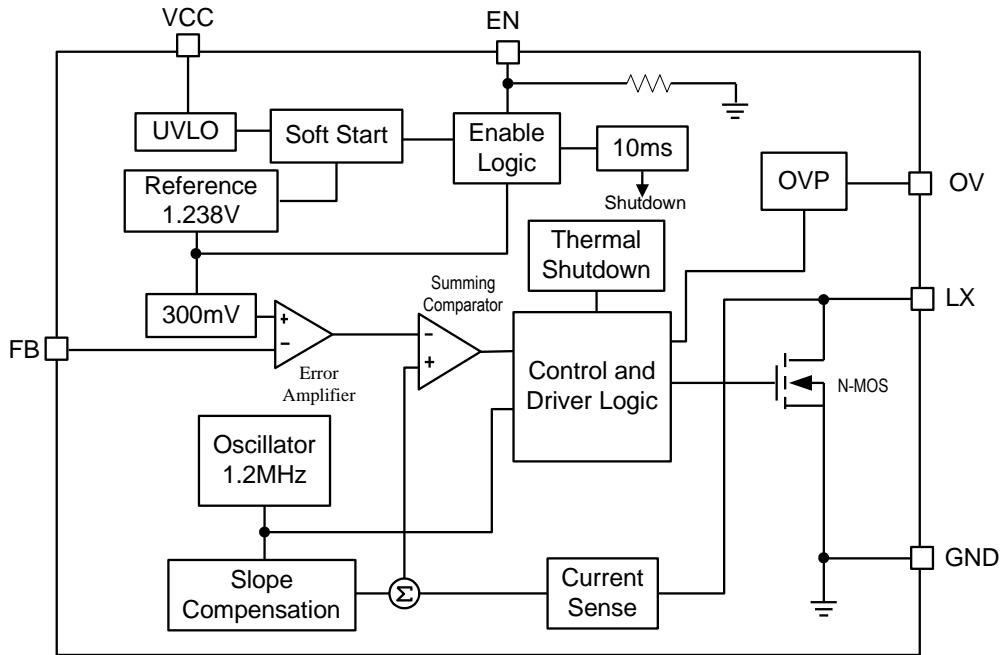 VCC
EN
UVLO
Soft Start
Enable
Logic
10ms
Shutdown
OVP
OV
Reference
1.238V
Thermal
Shutdown
300mV
Summing
Comparator
LX
FB
+
−
Error
Amplifier
−
+
Control and
Driver Logic
N-MOS
Oscillator
1.2MHz
Slope
Compensation
Σ
Current
Sense
GND